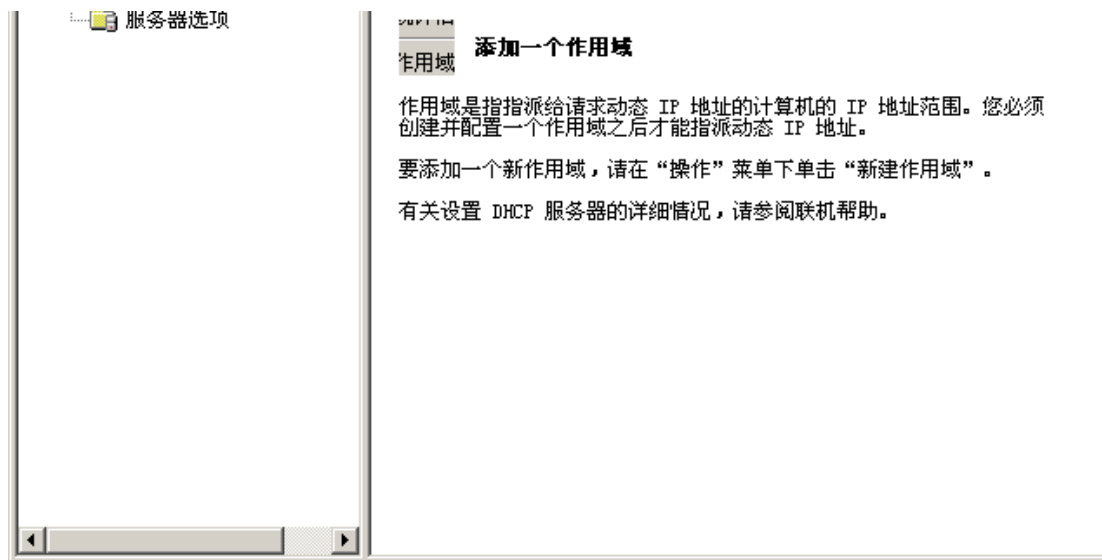 服务器选项
作用域
添加一个作用域
作用域是指指派给请求动态 IP 地址的计算机的 IP 地址范围。您必须
创建并配置一个作用域之后才能指派动态 IP 地址。
要添加一个新作用域，请在“操作”菜单下单击“新建作用域”。
有关设置 DHCP 服务器的详细情况，请参阅联机帮助。